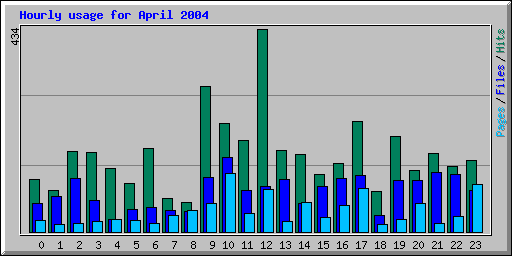 Hourly usage for April 2004
434
Pages / Files / Hits
0 1 2 3 4 5 6 7 8 9 10 11 12 13 14 15 16 17 18 19 20 21 22 23